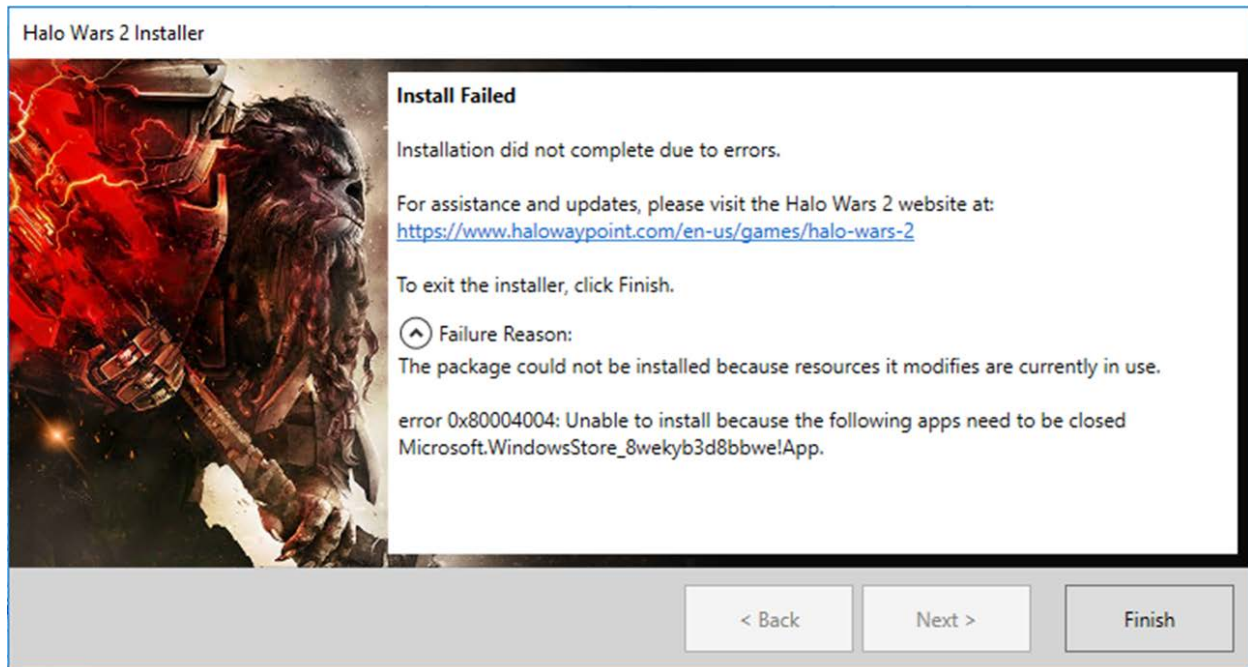 Halo Wars 2 Installer
Install Failed
Installation did not complete due to errors.
For assistance and updates, please visit the Halo Wars 2 website at:
https://www.halowaypoint.com/en-us/games/halo-wars-2
To exit the installer, click Finish.
Failure Reason:
The package could not be installed because resources it modifies are currently in use.
error 0x80004004: Unable to install because the following apps need to be closed
Microsoft.WindowsStore_8wekyb3d8bbwe!App.
< Back
Next >
Finish